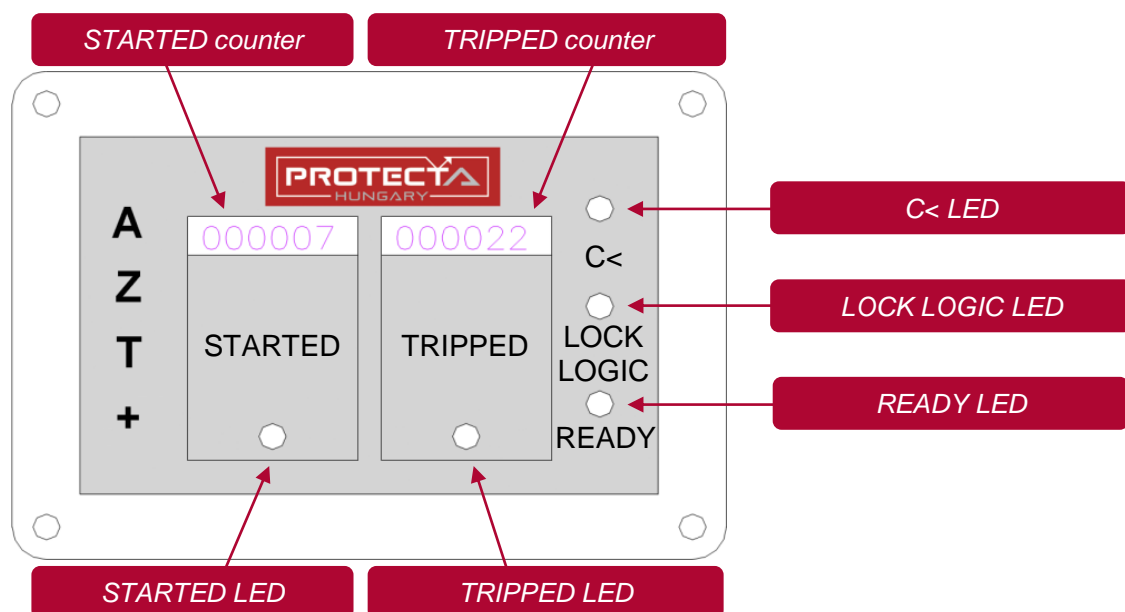 STARTED counter
TRIPPED counter
PROTECTA
HUNGARY
A
Z
T
+
000007
000022
STARTED
TRIPPED
C<
LOCK
LOGIC
READY
C< LED
LOCK LOGIC LED
READY LED
STARTED LED
TRIPPED LED